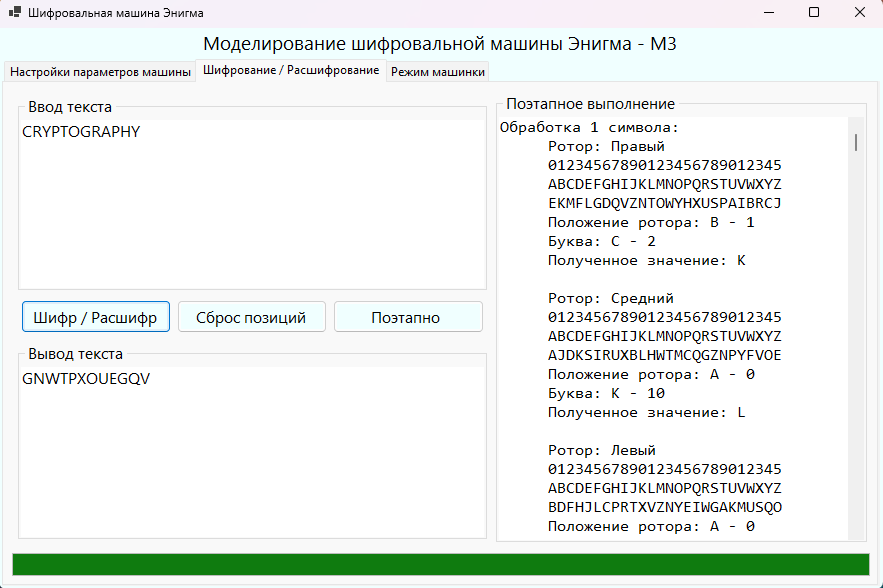 Шифровальная машина Энигма
Моделирование шифровальной машины Энигма - М3
Настройки параметров машины
Шифрование / Расшифрование
Режим машинки
Ввод текста
CRYPTOGRAPHY
Шифр / Расшифр
Сброс позиций
Поэтапно
Вывод текста
GNWTPXOUEGQV
Поэтапное выполнение
Обработка 1 символа:
Ротор: Правый
01234567890123456789012345
ABCDEFGHIJKLMNOPQRSTUVWXYZ
EKMFLGDQVZNTOWYHXUSPAIBRCJ
Положение ротора: B - 1
Буква: C - 2
Полученное значение: K
Ротор: Средний
01234567890123456789012345
ABCDEFGHIJKLMNOPQRSTUVWXYZ
AJDKSIRUXBLHWTMCQGZNPYFVOE
Положение ротора: A - 0
Буква: K - 10
Полученное значение: L
Ротор: Левый
01234567890123456789012345
ABCDEFGHIJKLMNOPQRSTUVWXYZ
BDFHJLCPRTXVZNYEIWGAKMUSQO
Положение ротора: A - 0